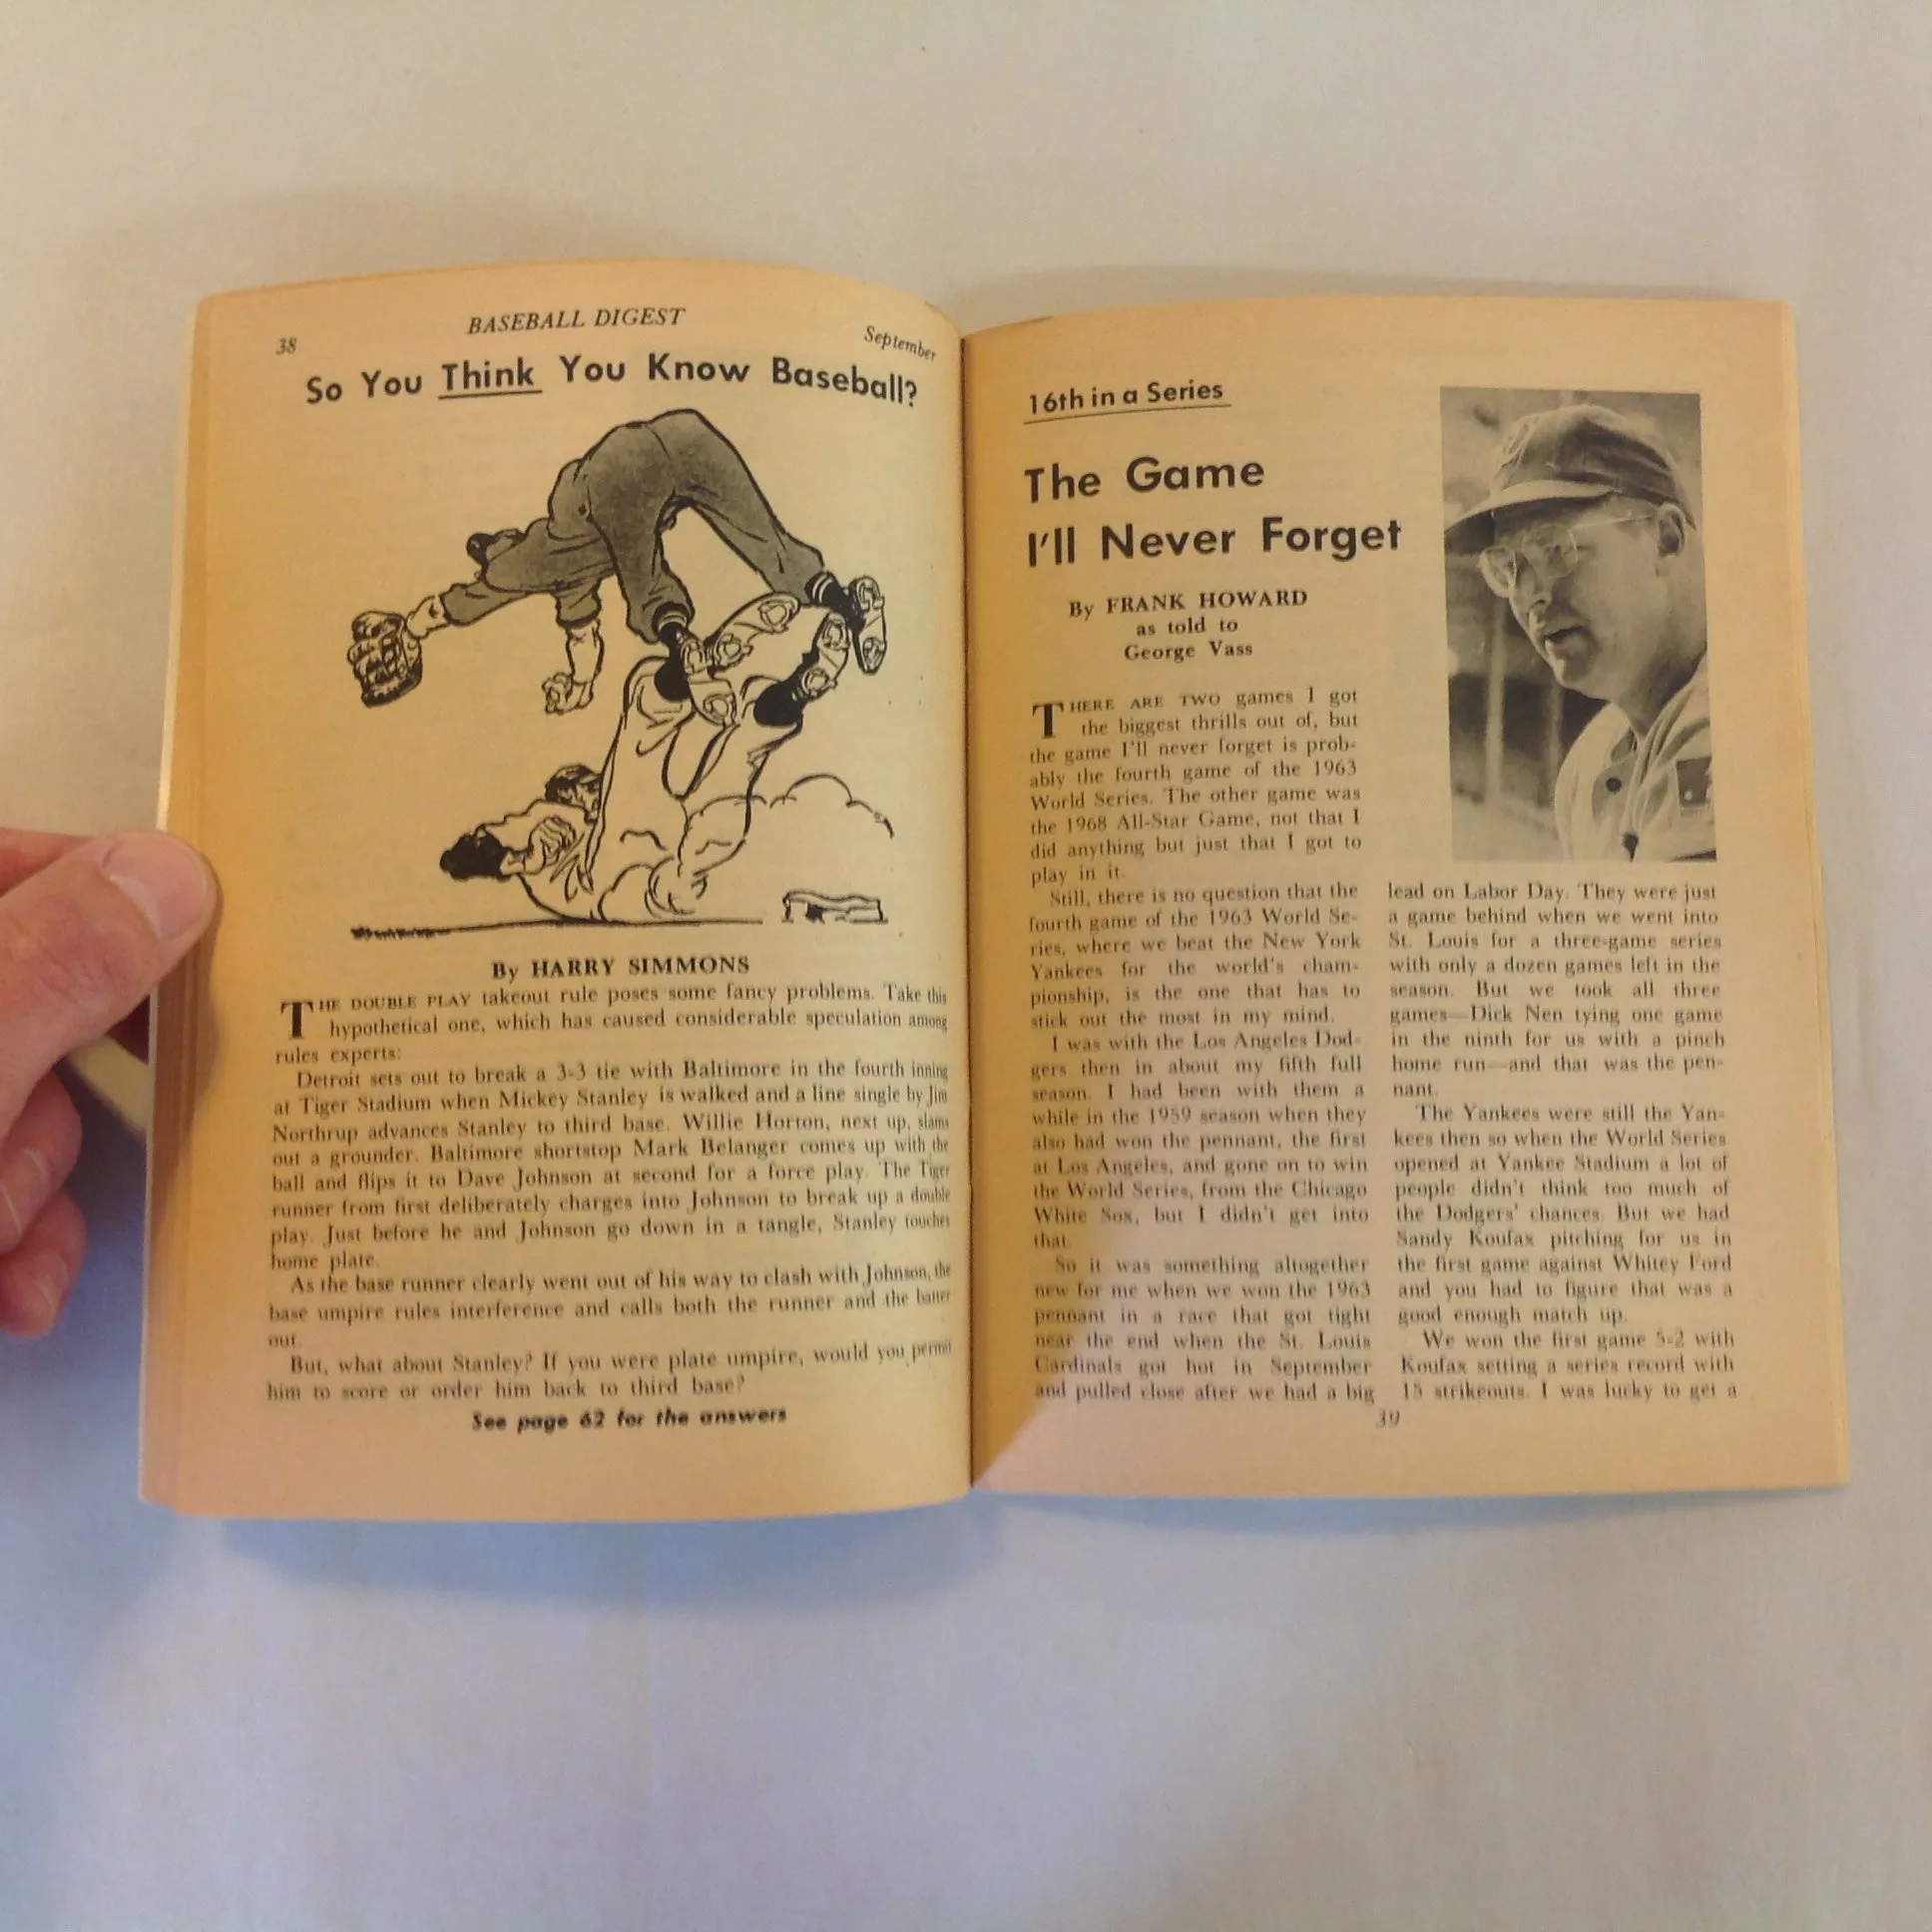 38
BASEBALL DIGEST
September
So You Think You Know Baseball?
By HARRY SIMMONS
THE DOUBLE PLAY takeout rule poses some fancy problems. Take this
hypothetical one, which has caused considerable speculation among
rules experts:
Detroit sets out to break a 3-3 tie with Baltimore in the fourth inning
at Tiger Stadium when Mickey Stanley is walked and a line single by Jim
Northrup advances Stanley to third base. Willie Horton, next up, slams
out a grounder. Baltimore shortstop Mark Belanger comes up with the
ball and flips it to Dave Johnson at second for a force play. The Tiger
runner from first deliberately charges into Johnson to break up a double
play. Just before he and Johnson go down in a tangle, Stanley touches
home plate.
As the base runner clearly went out of his way to clash with Johnson, the
base umpire rules interference and calls both the runner and the batter
out.
But, what about Stanley? If you were plate umpire, would you permit
him to score or order him back to third base?
See page 62 for the answers
16th in a Series
The Game
I'll Never Forget
By FRANK HOWARD
as told to
George Vass
THERE ARE TWO games I got
the biggest thrills out of, but
the game I'll never forget is prob-
ably the fourth game of the 1963
World Series. The other game was
the 1968 All-Star Game, not that I
did anything but just that I got to
play in it.
Still, there is no question that the
fourth game of the 1963 World Se-
ries, where we beat the New York
Yankees for the world's cham-
pionship, is the one that has to
stick out the most in my mind.
I was with the Los Angeles Dod-
gers then in about my fifth full
season. I had been with them a
while in the 1959 season when they
also had won the pennant, the first
at Los Angeles, and gone on to win
the World Series, from the Chicago
White Sox, but I didn't get into
that.
So it was something altogether
new for me when we won the 1963
pennant in a race that got tight
near the end when the St. Louis
Cardinals got hot in September
and pulled close after we had a big
lead on Labor Day. They were just
a game behind when we went into
St. Louis for a three-game series
with only a dozen games left in the
season. But we took all three
games—Dick Nen tying one game
in the ninth for us with a pinch
home run—and that was the pen-
nant.
The Yankees were still the Yan-
kees then so when the World Series
opened at Yankee Stadium a lot of
people didn't think too much of
the Dodgers' chances. But we had
Sandy Koufax pitching for us in
the first game against Whitey Ford
and you had to figure that was a
good enough match up.
We won the first game 5-2 with
Koufax setting a series record with
15 strikeouts. I was lucky to get a
39